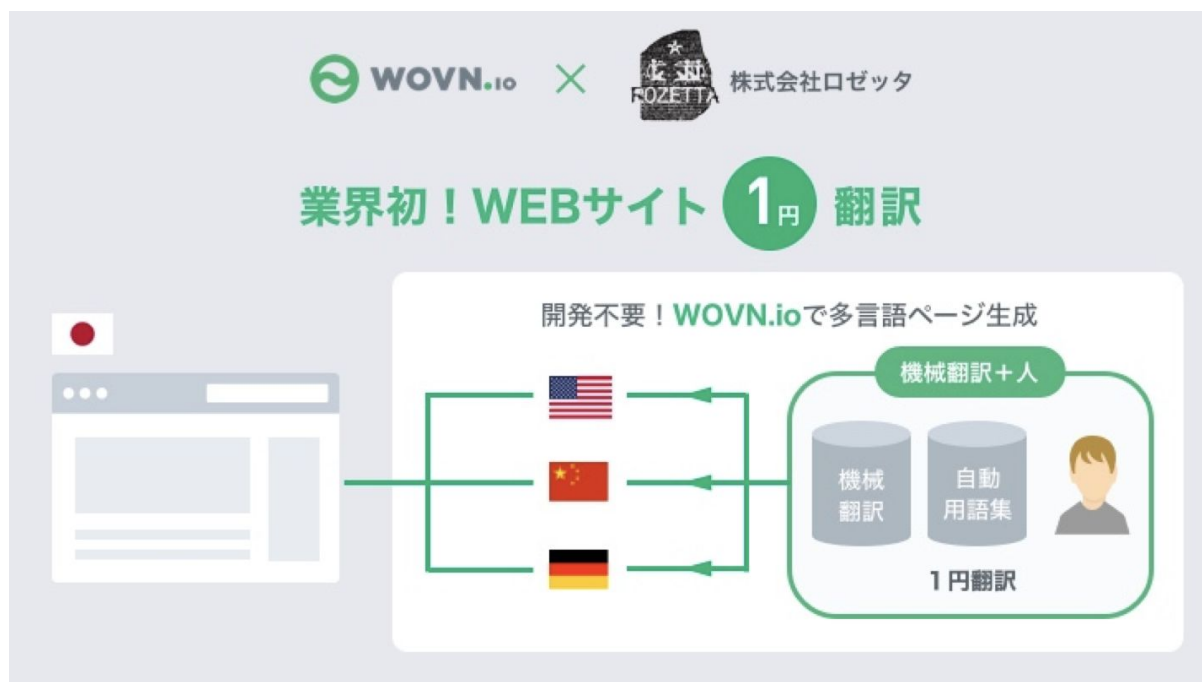 WOVN.io × ROZETTA 株式会社ロゼッタ
業界初！WEBサイト 1円 翻訳
開発不要！WOVN.ioで多言語ページ生成
機械翻訳＋人
機械
翻訳
自動
用語集
1円翻訳